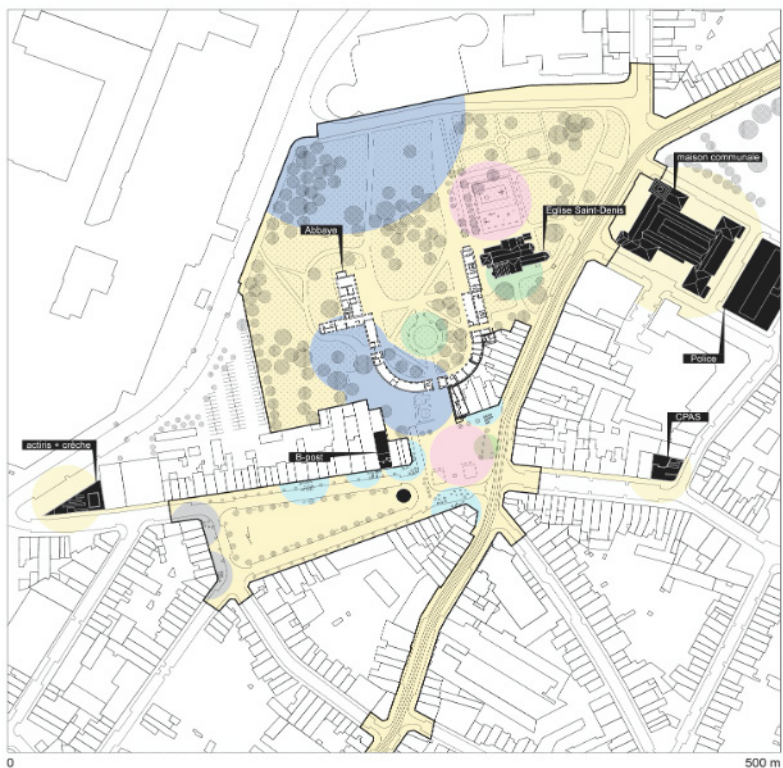 maison communale
Eglise Saint-Denis
Abbaye
Police
CPAS
actiris + crèche
B-post
0
500 m